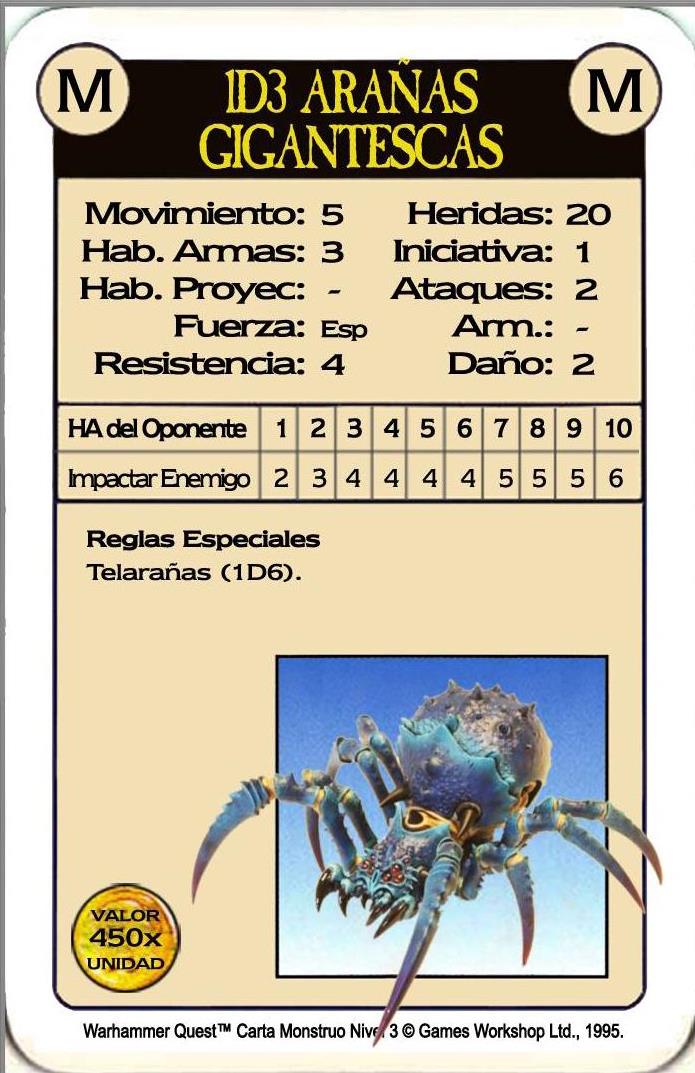 M
1D3 ARAÑAS
GIGANTESCAS
M
Movimiento: 5 Heridas: 20
Hab. Armas: 3 Iniciativa: 1
Hab. Proyec: - Ataques: 2
Fuerza: Esp Arm.: -
Resistencia: 4 Daño: 2
HA del Oponente 1 2 3 4 5 6 7 8 9 10
Impactar Enemigo 2 3 4 4 4 4 5 5 5 6
Reglas Especiales
Telarañas (1D6).
VALOR
450x
UNIDAD
Warhammer Quest™ Carta Monstruo Nivel 3 © Games Workshop Ltd., 1995.